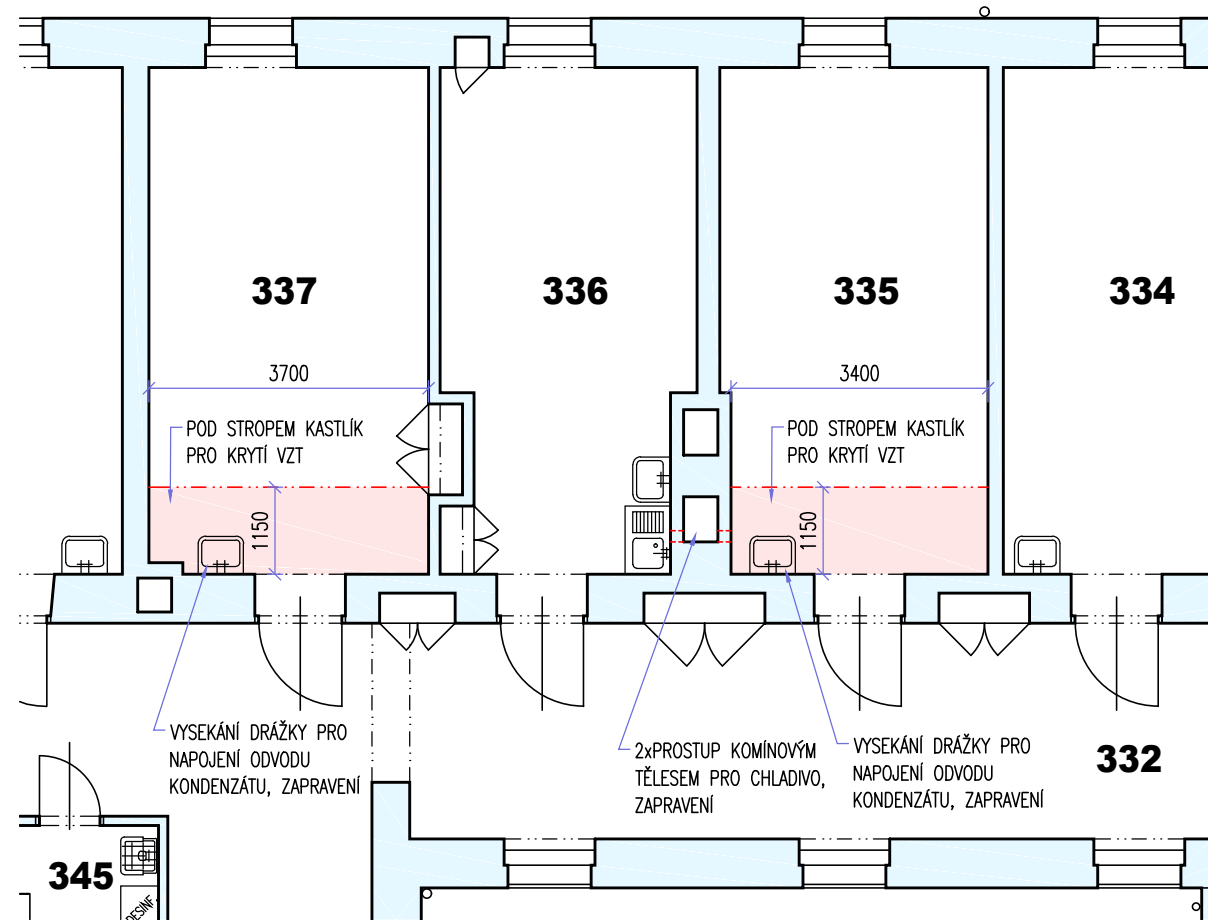 337
336
335
334
3700
3400
POD STROPEM KASTLÍK
PRO KRYTÍ VZT
POD STROPEM KASTLÍK
PRO KRYTÍ VZT
1150
1150
VYSEKÁNÍ DRÁŽKY PRO
NAPOJENÍ ODVODU
KONDENZÁTU, ZAPRAVENÍ
2xPROSTUP KOMÍNOVÝM
TĚLESEM PRO CHLADIVO,
ZAPRAVENÍ
VYSEKÁNÍ DRÁŽKY PRO
NAPOJENÍ ODVODU
KONDENZÁTU, ZAPRAVENÍ
332
345
DESINF.